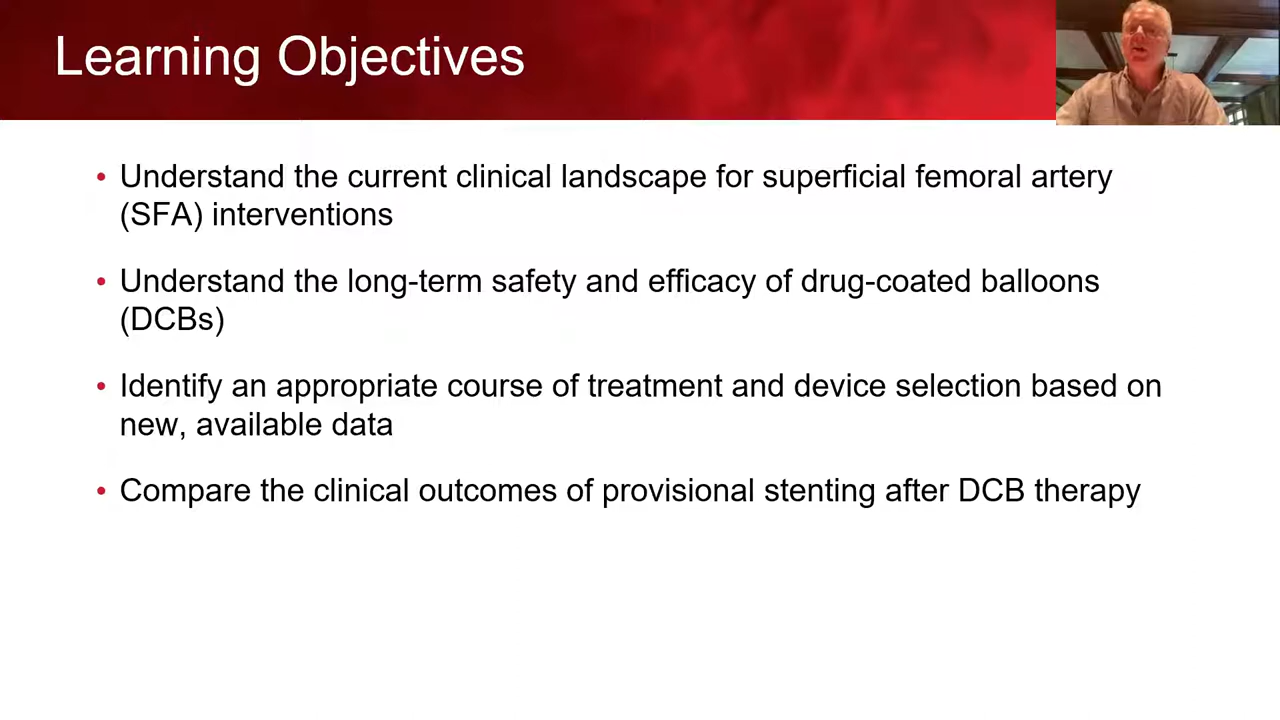 Learning Objectives
• Understand the current clinical landscape for superficial femoral artery
(SFA) interventions
• Understand the long-term safety and efficacy of drug-coated balloons
(DCBs)
• Identify an appropriate course of treatment and device selection based on
new, available data
• Compare the clinical outcomes of provisional stenting after DCB therapy